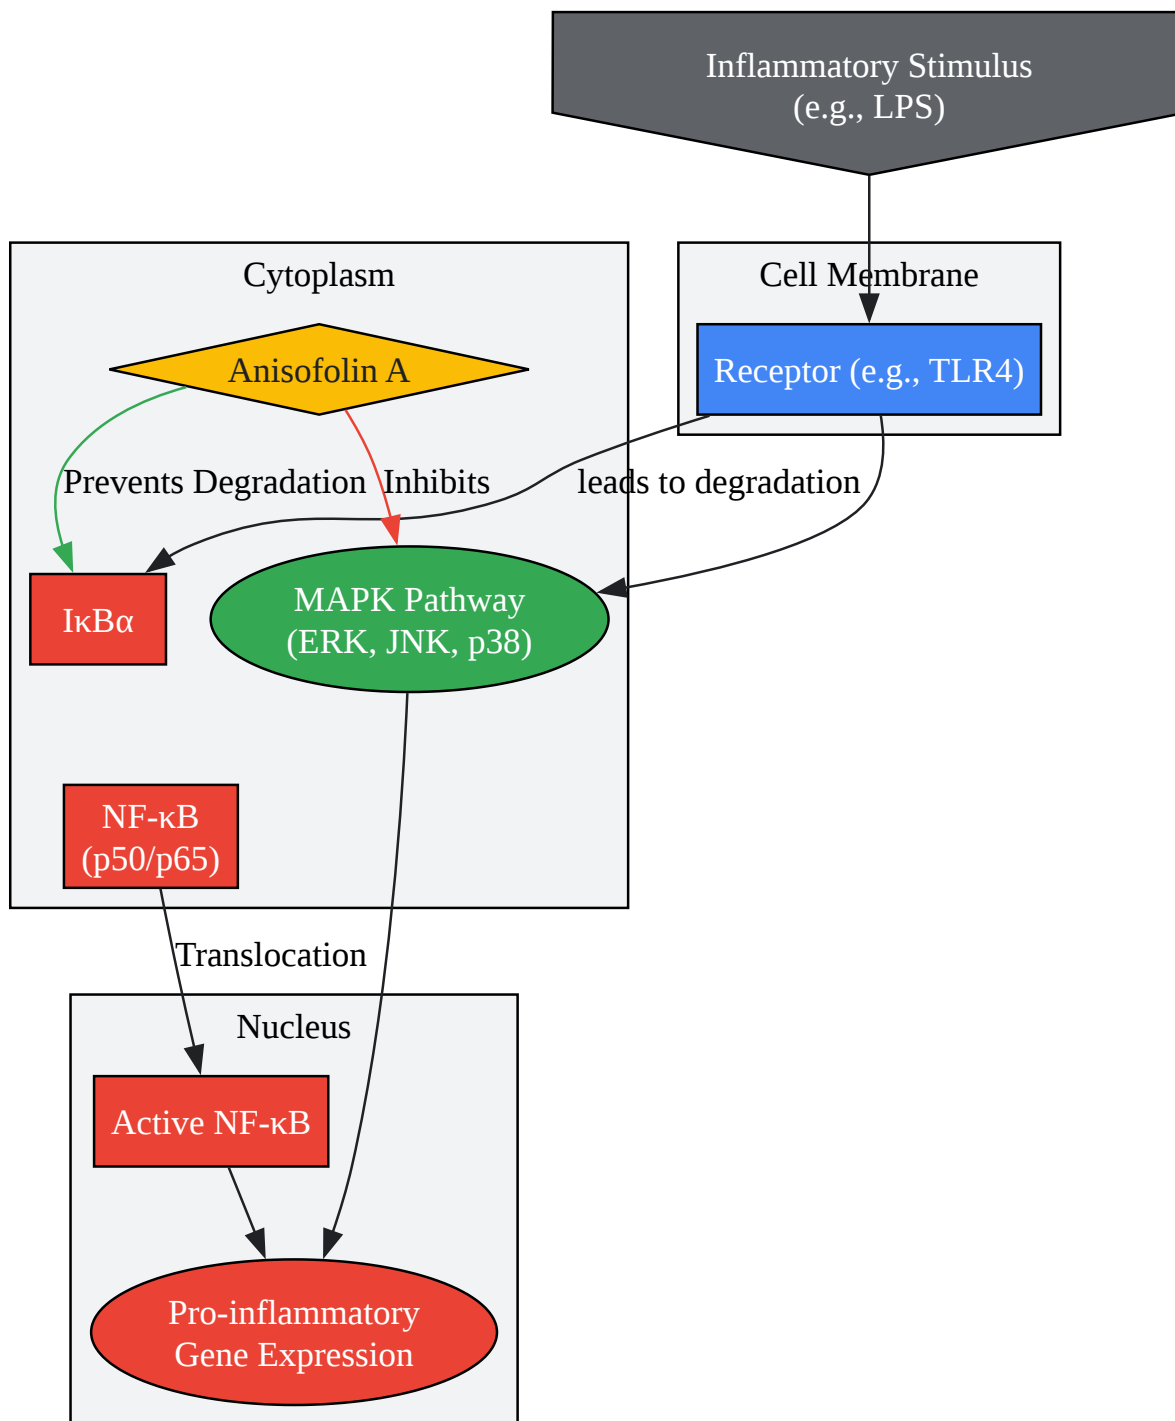 Inflammatory Stimulus
(e.g., LPS)
Cytoplasm
Cell Membrane
Anisofolin A
Receptor (e.g., TLR4)
Prevents Degradation
Inhibits
leads to degradation
IκBα
MAPK Pathway
(ERK, JNK, p38)
NF-κB
(p50/p65)
Translocation
Nucleus
Active NF-κB
Pro-inflammatory
Gene Expression